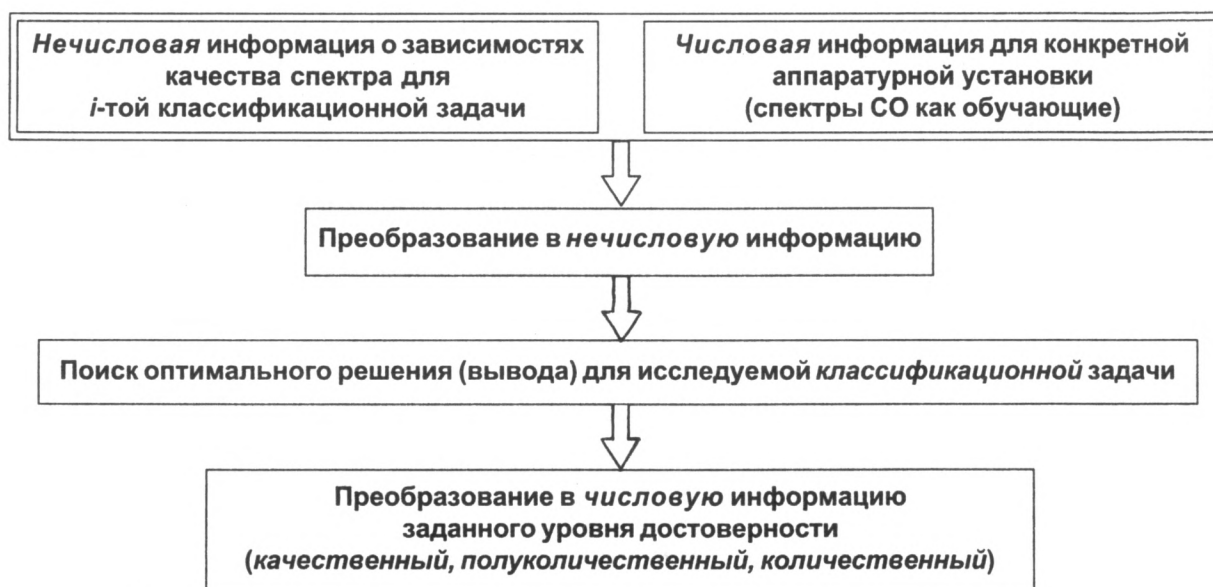 Нечисловая информация о зависимостях
качества спектра для
i-той классификационной задачи
Числовая информация для конкретной
аппаратурной установки
(спектры СО как обучающие)
Преобразование в нечисловую информацию
Поиск оптимального решения (вывода) для исследуемой классификационной задачи
Преобразование в числовую информацию
заданного уровня достоверности
(качественный, полуколичественный, количественный)